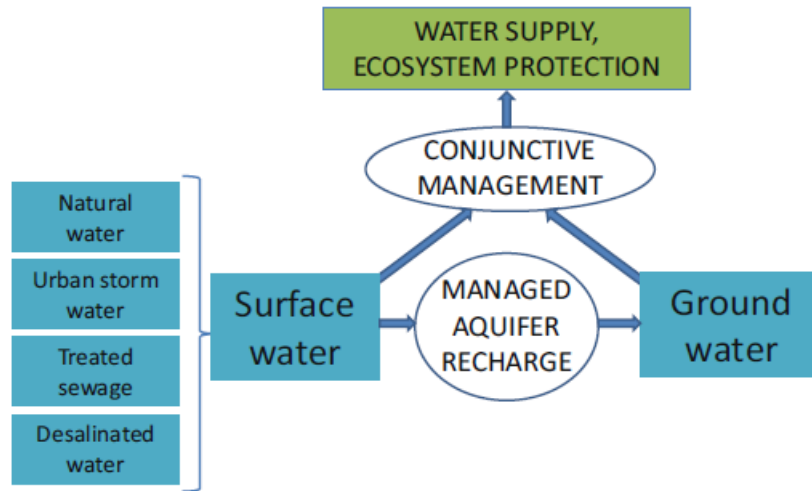 WATER SUPPLY,
ECOSYSTEM PROTECTION
CONJUNCTIVE
MANAGEMENT
Natural
water
Urban storm
water
Treated
sewage
Desalinated
water
Surface
water
MANAGED
AQUIFER
RECHARGE
Ground
water